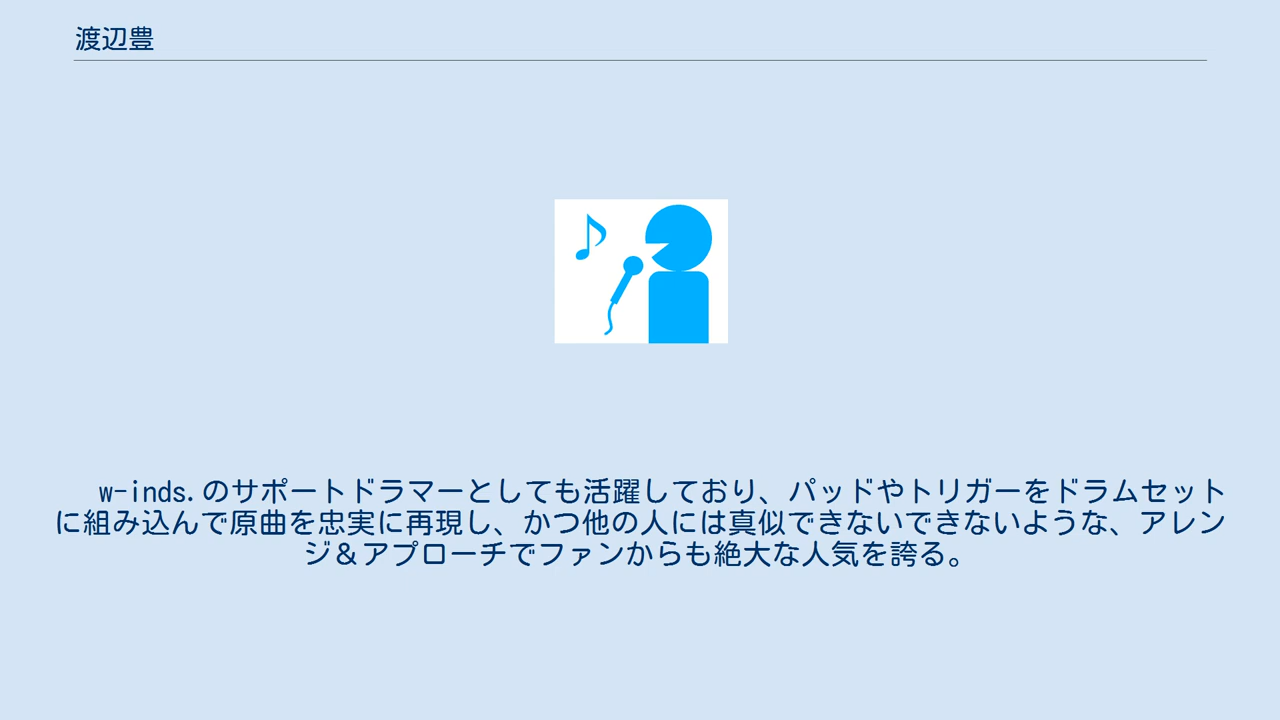 渡辺豊
w-inds.のサポートドラマーとしても活躍しており、パッドやトリガーをドラムセット
に組み込んで原曲を忠実に再現し、かつ他の人には真似できないできないような、アレン
ジ＆アプローチでファンからも絶大な人気を誇る。